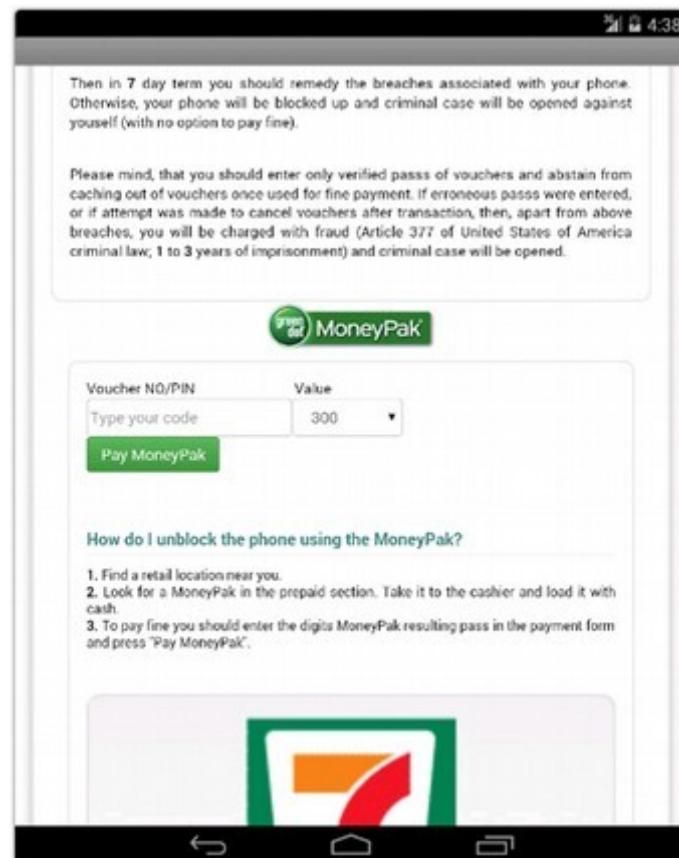 3G 4:38
Then in 7 day term you should remedy the breaches associated with your phone.
Otherwise, your phone will be blocked up and criminal case will be opened against
youself (with no option to pay fine).
Please mind, that you should enter only verified passs of vouchers and abstain from
caching out of vouchers once used for fine payment. If erroneous passs were entered,
or if attempt was made to cancel vouchers after transaction, then, apart from above
breaches, you will be charged with fraud (Article 377 of United States of America
criminal law; 1 to 3 years of imprisonment) and criminal case will be opened.
green dot MoneyPak
Voucher NO/PIN Value
Type your code 300
Pay MoneyPak
How do I unblock the phone using the MoneyPak?
1. Find a retail location near you.
2. Look for a MoneyPak in the prepaid section. Take it to the cashier and load it with
cash.
3. To pay fine you should enter the digits MoneyPak resulting pass in the payment form
and press "Pay MoneyPak".
7